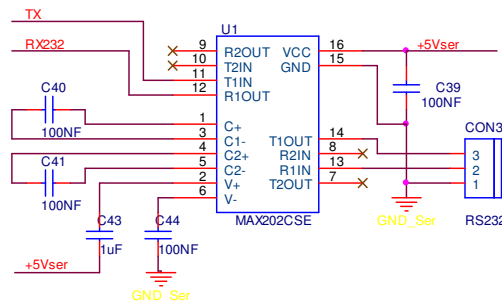 U1
TX
RX232
9 R2OUT VCC 16 +5Vser
10 T2IN GND 15
11 T1IN
12 R1OUT
C39
100NF
C40
100NF
1 C+
3 C1-
4 C2+
5 C2-
2 V+
6 V-
T1OUT 14
R2IN 8
R1IN 13
T2OUT 7
CON3
3
2
1
C41
100NF
MAX202CSE
GND_Ser
RS232
C43
1uF
C44
100NF
+5Vser
GND_Ser